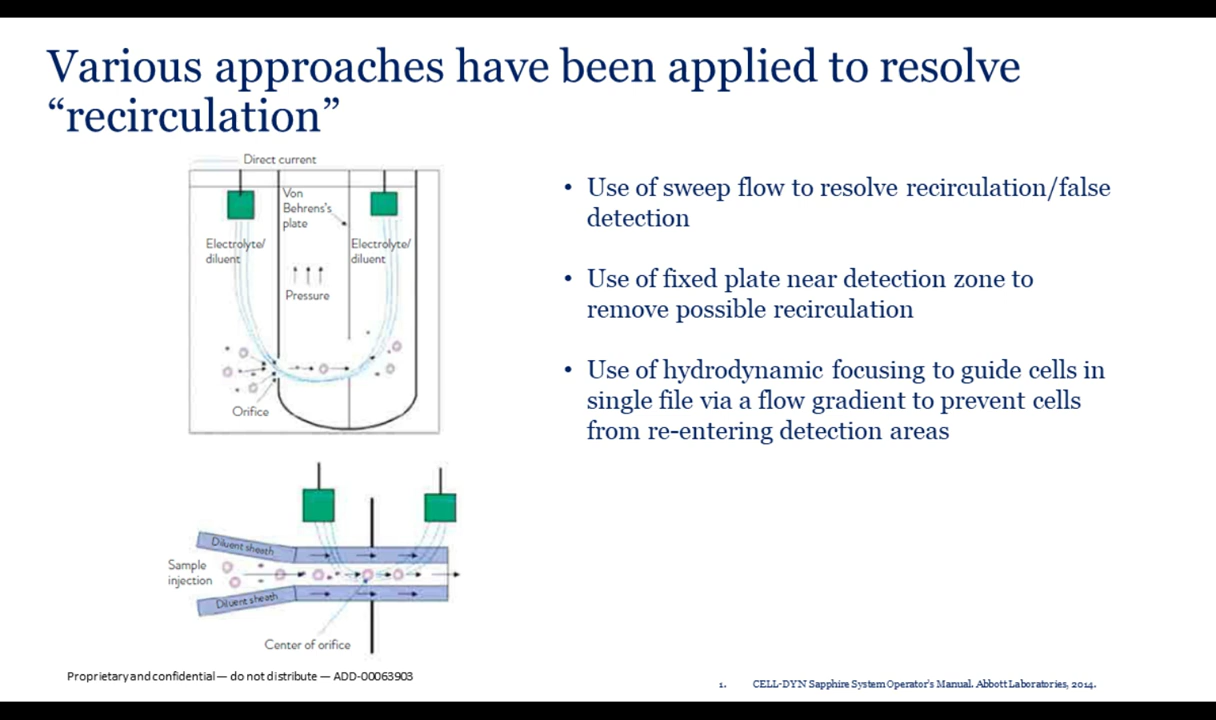 Various approaches have been applied to resolve
“recirculation”
Direct current
Von
Behrens's
plate
Electrolyte/
diluent
Electrolyte/
diluent
Pressure
Orifice
• Use of sweep flow to resolve recirculation/false
detection
• Use of fixed plate near detection zone to
remove possible recirculation
• Use of hydrodynamic focusing to guide cells in
single file via a flow gradient to prevent cells
from re-entering detection areas
Diluent sheath
Sample
injection
Diluent sheath
Center of orifice
Proprietary and confidential — do not distribute — ADD-00063903
1. CELL-DYN Sapphire System Operator's Manual. Abbott Laboratories, 2014.